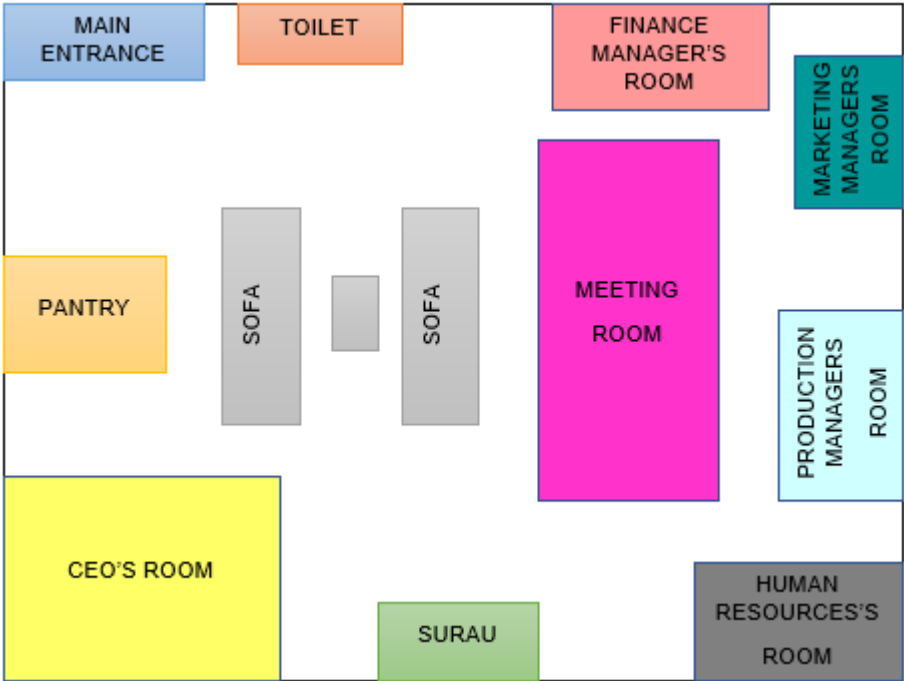 MAIN
ENTRANCE
TOILET
FINANCE
MANAGER'S
ROOM
MARKETING
MANAGERS
ROOM
PANTRY
SOFA
SOFA
MEETING
ROOM
PRODUCTION
MANAGERS
ROOM
CEO'S ROOM
SURAU
HUMAN
RESOURCES'S
ROOM